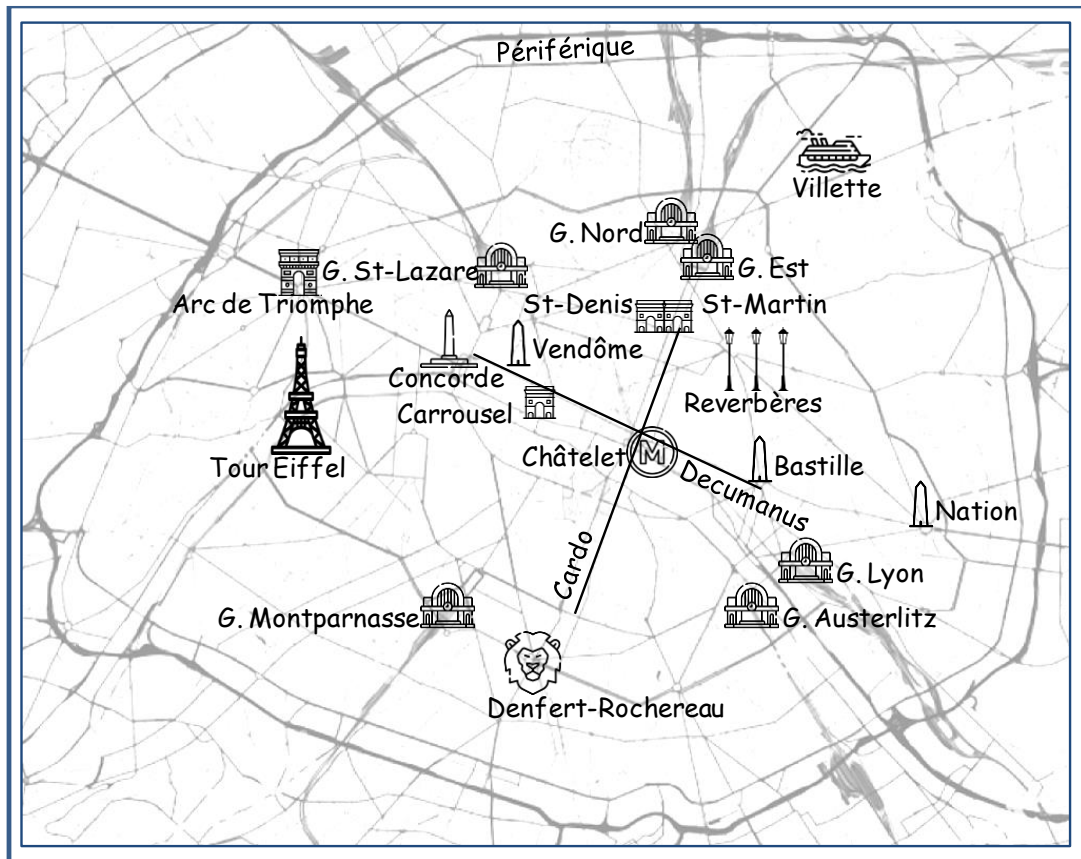 Périférique
Villette
G. Nord
G. Est
G. St-Lazare
Arc de Triomphe
St-Denis
St-Martin
Vendôme
Concorde
Carrousel
Reverbères
Châtelet
M
Tour Eiffel
Bastille
Decumanus
Nation
Cardo
G. Lyon
G. Montparnasse
G. Austerlitz
Denfert-Rochereau